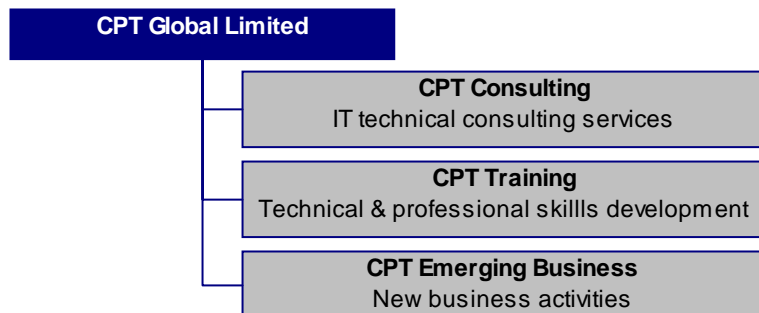 CPT Global Limited
CPT Consulting
IT technical consulting services
CPT Training
Technical & professional skillls development
CPT Emerging Business
New business activities